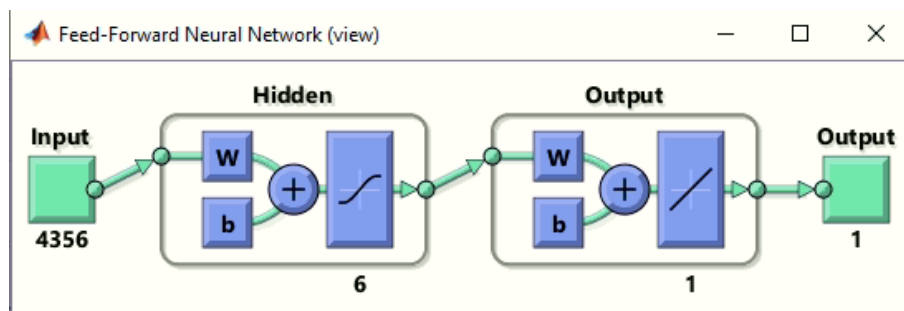 Feed-Forward Neural Network (view)
Hidden
Output
Input
Output
W
W
b
b
4356
6
1
1